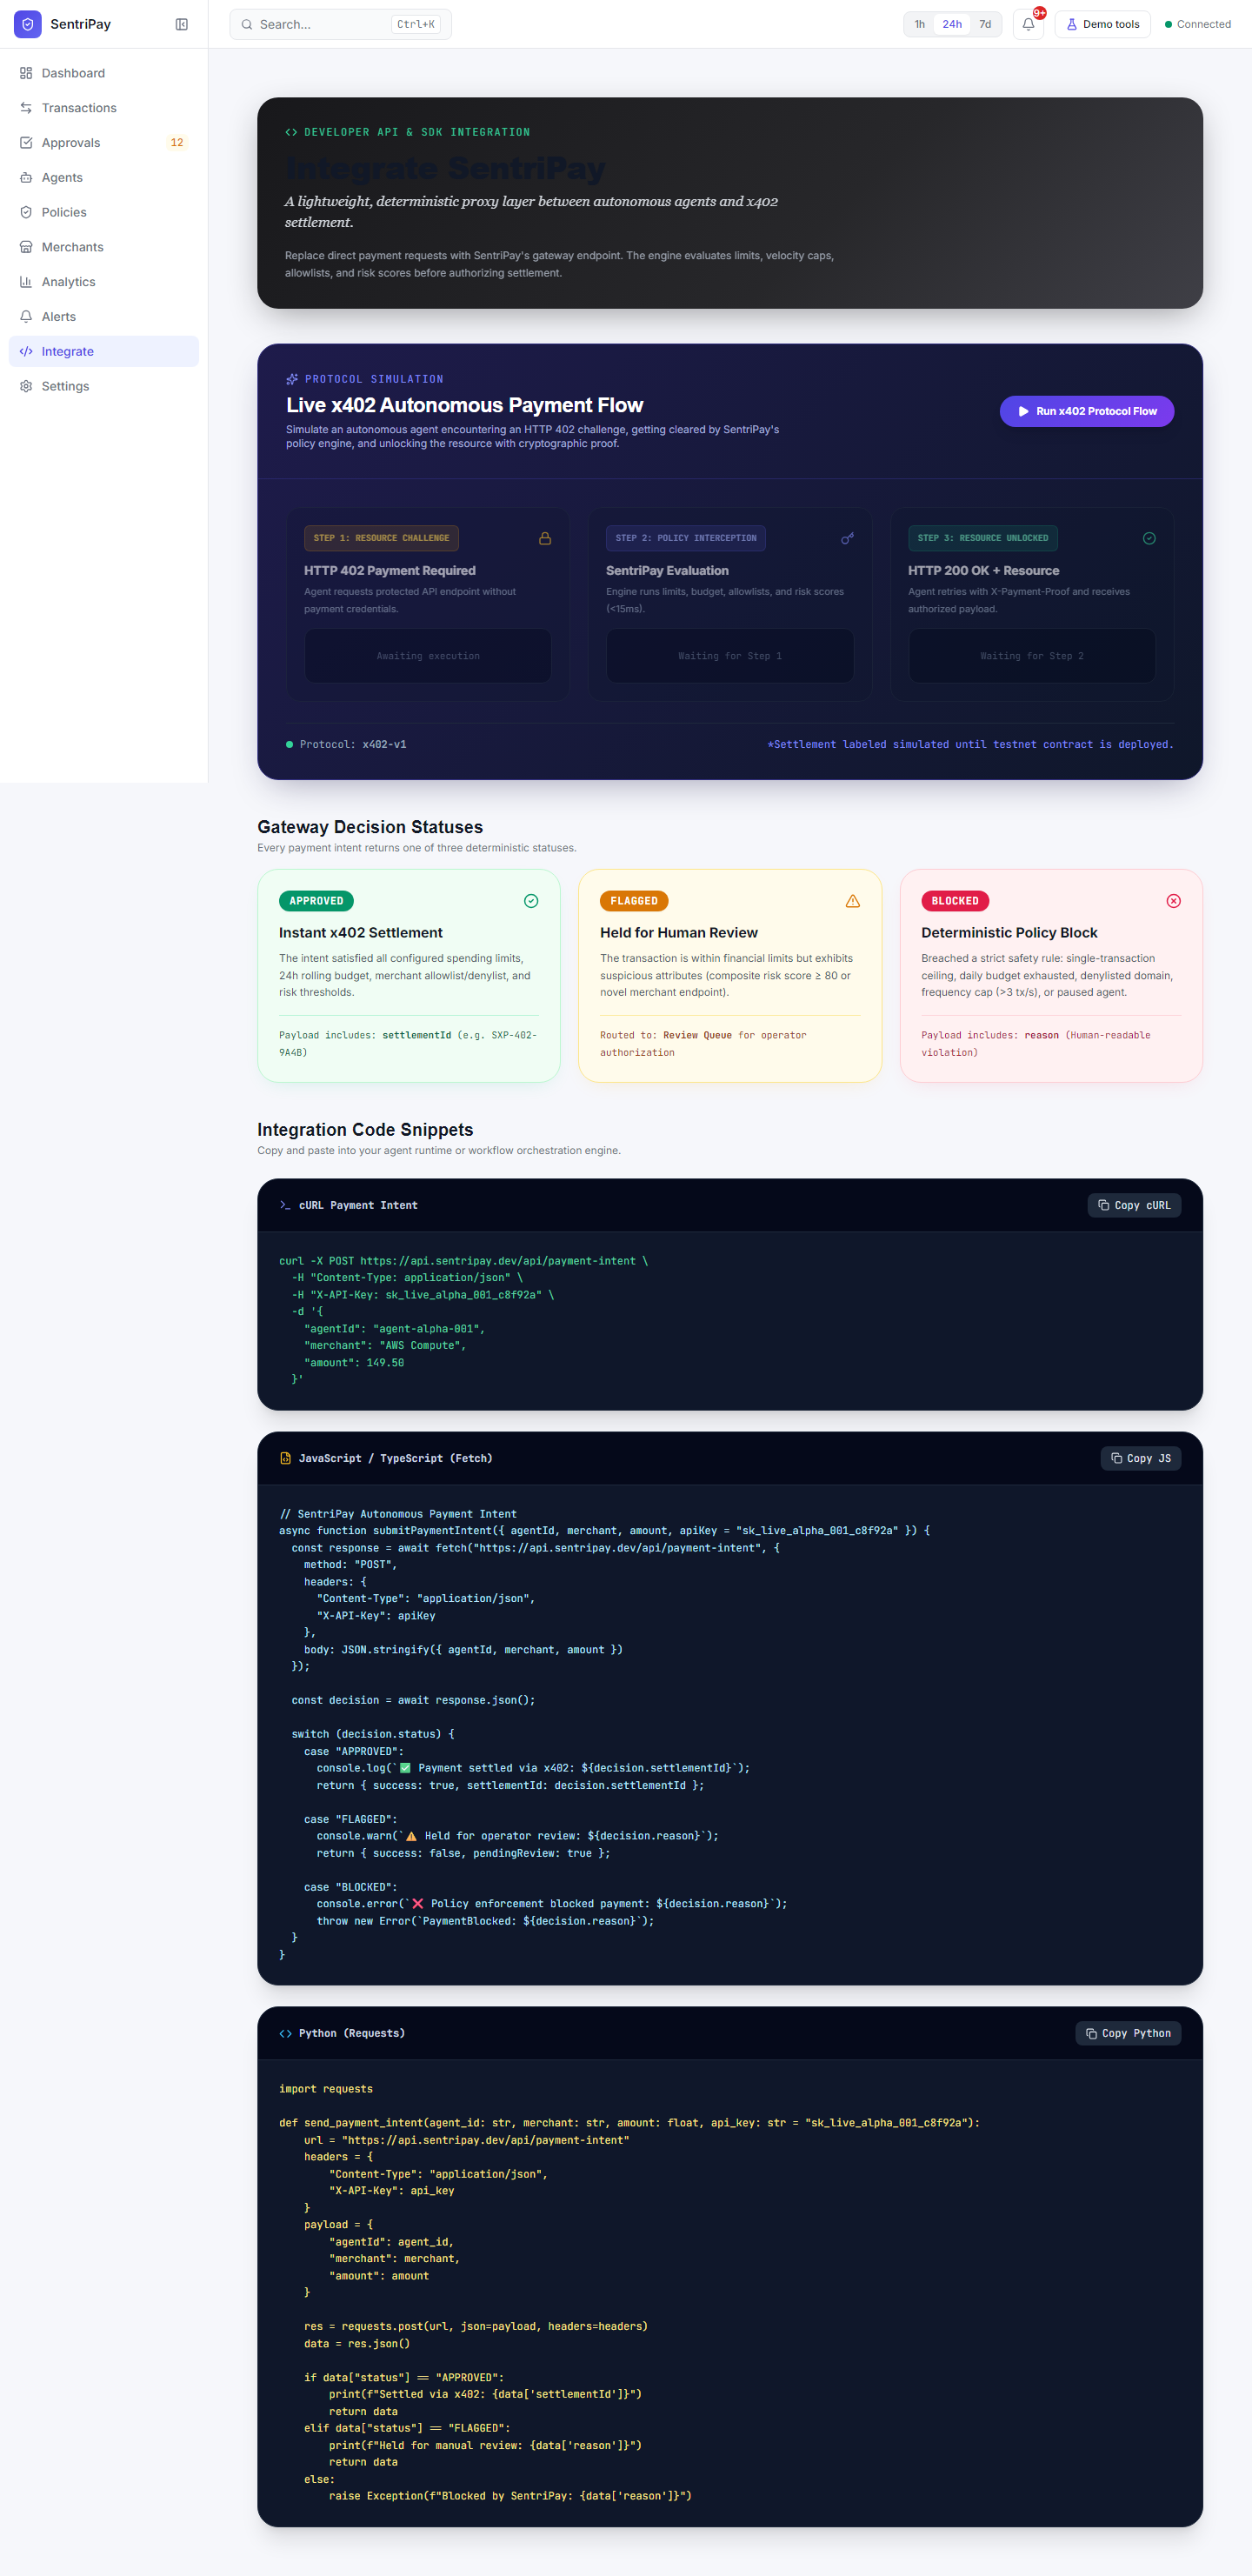 SentriPay
Search...
Ctrl+K
1h
24h
7d
9+
Demo tools
Connected
Dashboard
Transactions
Approvals
12
Agents
Policies
Merchants
Analytics
Alerts
Integrate
Settings
DEVELOPER API & SDK INTEGRATION
Integrate SentriPay
A lightweight, deterministic proxy layer between autonomous agents and x402
settlement.
Replace direct payment requests with SentriPay's gateway endpoint. The engine evaluates limits, velocity caps,
allowlists, and risk scores before authorizing settlement.
PROTOCOL SIMULATION
Live x402 Autonomous Payment Flow
Simulate an autonomous agent encountering an HTTP 402 challenge, getting cleared by SentriPay's
policy engine, and unlocking the resource with cryptographic proof.
Run x402 Protocol Flow
STEP 1: RESOURCE CHALLENGE
HTTP 402 Payment Required
Agent requests protected API endpoint without
payment credentials.
Awaiting execution
STEP 2: POLICY INTERCEPTION
SentriPay Evaluation
Engine runs limits, budget, allowlists, and risk scores
(<15ms).
Waiting for Step 1
STEP 3: RESOURCE UNLOCKED
HTTP 200 OK + Resource
Agent retries with X-Payment-Proof and receives
authorized payload.
Waiting for Step 2
Protocol: x402-v1
*Settlement labeled simulated until testnet contract is deployed.
Gateway Decision Statuses
Every payment intent returns one of three deterministic statuses.
APPROVED
Instant x402 Settlement
The intent satisfied all configured spending limits,
24h rolling budget, merchant allowlist/denylist, and
risk thresholds.
Payload includes: settlementId (e.g. SXP-402-
9A4B)
FLAGGED
Held for Human Review
The transaction is within financial limits but exhibits
suspicious attributes (composite risk score ≥ 80 or
novel merchant endpoint).
Routed to: Review Queue for operator
authorization
BLOCKED
Deterministic Policy Block
Breached a strict safety rule: single-transaction
ceiling, daily budget exhausted, denylisted domain,
frequency cap (>3 tx/s), or paused agent.
Payload includes: reason (Human-readable
violation)
Integration Code Snippets
Copy and paste into your agent runtime or workflow orchestration engine.
cURL Payment Intent
Copy cURL
curl -X POST https://api.sentripay.dev/api/payment-intent \
  -H "Content-Type: application/json" \
  -H "X-API-Key: sk_live_alpha_001_c8f92a" \
  -d '{
    "agentId": "agent-alpha-001",
    "merchant": "AWS Compute",
    "amount": 149.50
  }'
JavaScript / TypeScript (Fetch)
Copy JS
// SentriPay Autonomous Payment Intent
async function submitPaymentIntent({ agentId, merchant, amount, apiKey = "sk_live_alpha_001_c8f92a" }) {
  const response = await fetch("https://api.sentripay.dev/api/payment-intent", {
    method: "POST",
    headers: {
      "Content-Type": "application/json",
      "X-API-Key": apiKey
    },
    body: JSON.stringify({ agentId, merchant, amount })
  });
  const decision = await response.json();
  switch (decision.status) {
    case "APPROVED":
      console.log(`✅ Payment settled via x402: ${decision.settlementId}`);
      return { success: true, settlementId: decision.settlementId };
    case "FLAGGED":
      console.warn(`⚠️ Held for operator review: ${decision.reason}`);
      return { success: false, pendingReview: true };
    case "BLOCKED":
      console.error(`❌ Policy enforcement blocked payment: ${decision.reason}`);
      throw new Error(`PaymentBlocked: ${decision.reason}`);
  }
}
Python (Requests)
Copy Python
import requests
def send_payment_intent(agent_id: str, merchant: str, amount: float, api_key: str = "sk_live_alpha_001_c8f92a"):
    url = "https://api.sentripay.dev/api/payment-intent"
    headers = {
        "Content-Type": "application/json",
        "X-API-Key": api_key
    }
    payload = {
        "agentId": agent_id,
        "merchant": merchant,
        "amount": amount
    }
    res = requests.post(url, json=payload, headers=headers)
    data = res.json()
    if data["status"] == "APPROVED":
        print(f"Settled via x402: {data['settlementId']}")
        return data
    elif data["status"] == "FLAGGED":
        print(f"Held for manual review: {data['reason']}")
        return data
    else:
        raise Exception(f"Blocked by SentriPay: {data['reason']}")